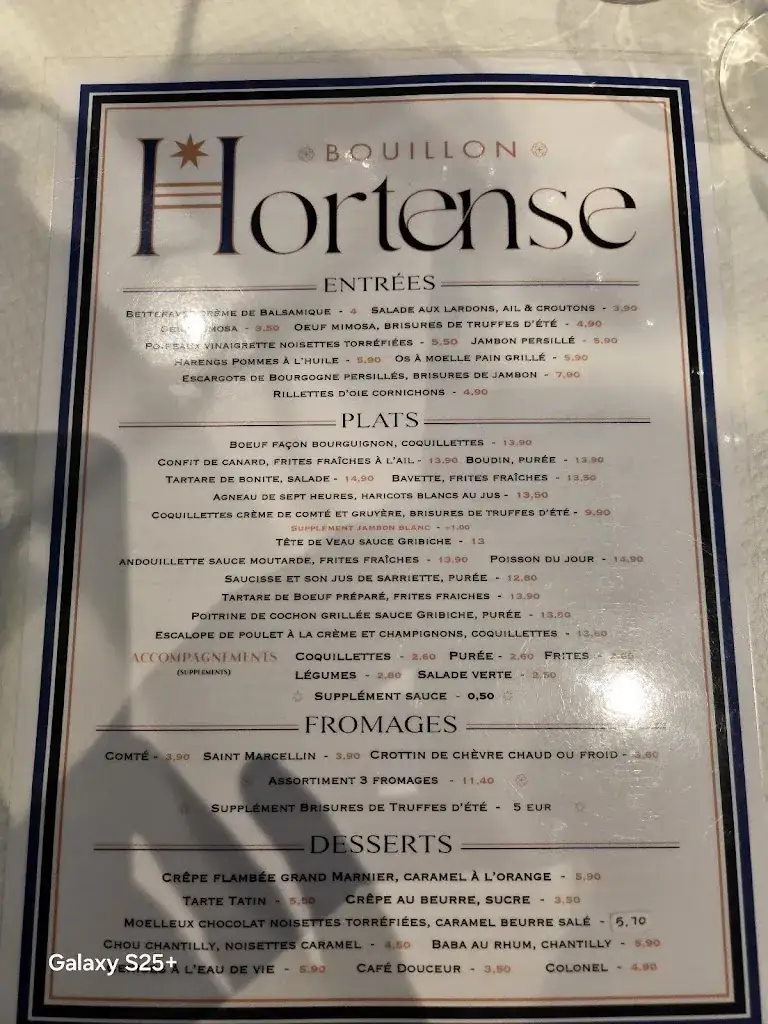 BOUILLON
Hortense
ENTRÉES
CRÈME DE BALSAMIQUE - 4 SALADE AUX LARDONS, AIL & CROUTONS - 3,90
MIMOSA - 3,50 OEUF MIMOSA, BRISURES DE TRUFFES D'ÉTÉ - 4,90
POIREAUX VINAIGRETTE NOISETTES TORRÉFIÉES - 5,50 JAMBON PERSILLÉ - 5,90
HARENGS POMMES À L'HUILE - 5,90 OS À MOELLE PAIN GRILLÉ - 5,90
ESCARGOTS DE BOURGOGNE PERSILLÉS, BRISURES DE JAMBON - 7,90
RILLETTES D'OIE CORNICHONS - 4,90
PLATS
BOEUF FAÇON BOURGUIGNON, COQUILLETTES - 13,90
CONFIT DE CANARD, FRITES FRAÎCHES À L'AIL - 13,90 BOUDIN, PURÉE - 13,90
TARTARE DE BONITE, SALADE - 14,90 BAVETTE, FRITES FRAÎCHES - 13,50
AGNEAU DE SEPT HEURES, HARICOTS BLANCS AU JUS - 13,50
COQUILLETTES CRÈME DE COMTÉ ET GRUYÈRE, BRISURES DE TRUFFES D'ÉTÉ - 9,90
SUPPLÉMENT JAMBON BLANC - +1,00
TÊTE DE VEAU SAUCE GRIBICHE - 13
ANDOUILLETTE SAUCE MOUTARDE, FRITES FRAÎCHES - 13,90 POISSON DU JOUR - 14,90
SAUCISSE ET SON JUS DE SARRIETTE, PURÉE - 12,80
TARTARE DE BOEUF PRÉPARÉ, FRITES FRAICHES - 13,90
POITRINE DE COCHON GRILLÉE SAUCE GRIBICHE, PURÉE -
ESCALOPE DE POULET À LA CRÈME ET CHAMPIGNONS, COQUILLETTES -
ACCOMPAGNEMENTS COQUILLETTES - 2,60 PURÉE - 2,60 FRITES -
(SUPPLÉMENTS) LÉGUMES - 2,80 SALADE VERTE - 2,50
SUPPLÉMENT SAUCE - 0,50
FROMAGES
COMTÉ - 3,90 SAINT MARCELLIN - 3,90 CROTTIN DE CHÈVRE CHAUD OU FROID -
ASSORTIMENT 3 FROMAGES - 11,40
SUPPLÉMENT BRISURES DE TRUFFES D'ÉTÉ - 5 EUR
DESSERTS
CRÊPE FLAMBÉE GRAND MARNIER, CARAMEL À L'ORANGE - 5,90
TARTE TATIN - 5,50 CRÊPE AU BEURRE, SUCRE - 3,50
MOELLEUX CHOCOLAT NOISETTES TORRÉFIÉES, CARAMEL BEURRE SALÉ - 5,70
CHOU CHANTILLY, NOISETTES CARAMEL - 4,50 BABA AU RHUM, CHANTILLY - 5,90
À L'EAU DE VIE - 5,90 CAFÉ DOUCEUR - 3,50 COLONEL - 4,90
Galaxy S25+